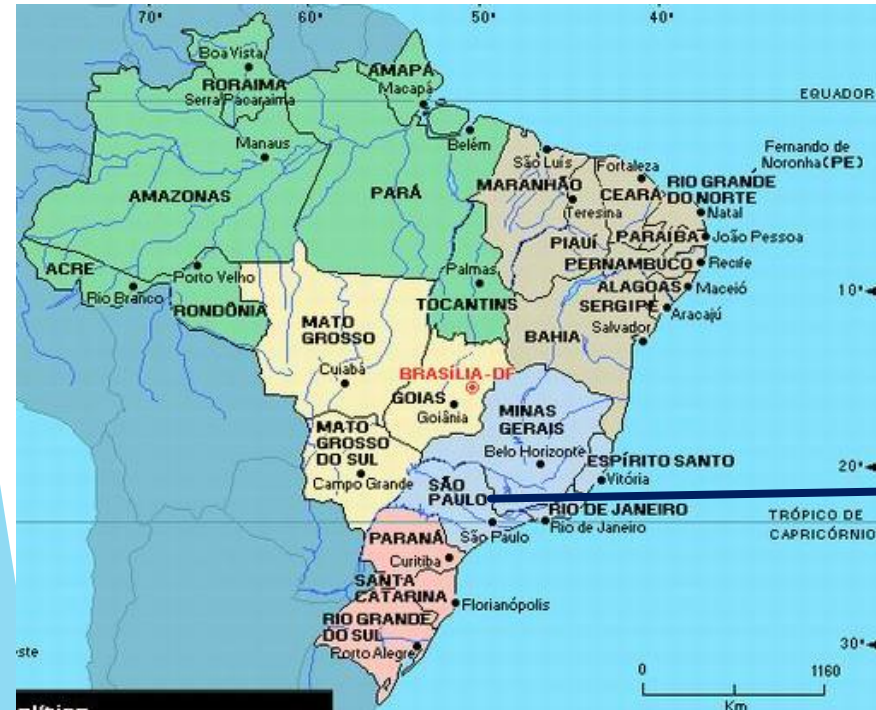 70°
60°
50°
40°
Boa Vista
RORAIMA
Serra Pacaraima
AMAPÁ
Macapá
EQUADOR
Manaus
Belém
São Luís
Fortaleza
Fernando de
Noronha(PE)
AMAZONAS
PARÁ
MARANHÃO
CEARÁ
RIO GRANDE
DO NORTE
Teresina
Natal
PIAUÍ
PARAÍBA
João Pessoa
ACRE
Porto Velho
Palmas
PERNAMBUCO
Recife
Rio Branco
RONDÔNIA
TOCANTINS
ALAGOAS
Maceió
10°
SERGIPE
Aracajú
MATO
GROSSO
BAHIA
Salvador
Cuiabá
BRASÍLIA-DF
GOIAS
Goiânia
MINAS
GERAIS
MATO
GROSSO
DO SUL
Belo Horizonte
ESPÍRITO SANTO
20°
Campo Grande
SÃO
PAULO
Vitória
RIO DE JANEIRO
Rio de Janeiro
TRÓPICO DE
CAPRICÓRNIO
PARANÁ
São Paulo
Curitiba
SANTA
CATARINA
Florianópolis
RIO GRANDE
DO SUL
Porto Alegre
30°
ste
0
1160
Km